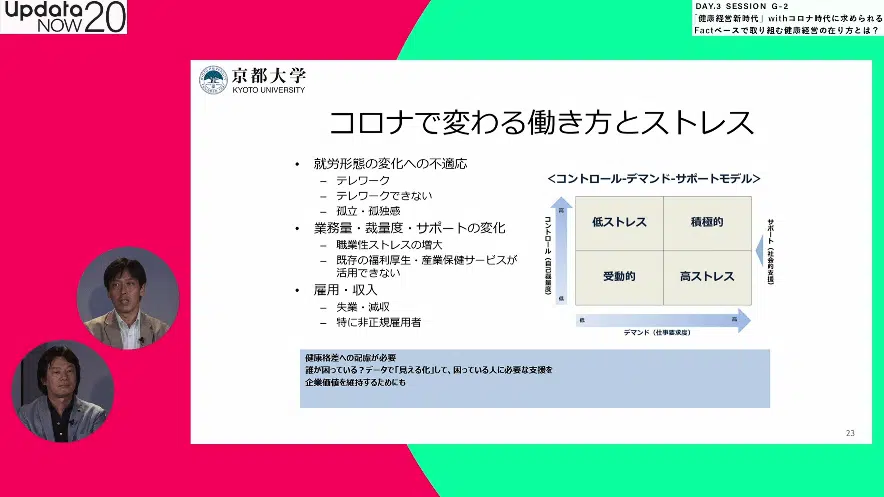 Updata
NOW20
DAY.3 SESSION G-2
「健康経営新時代」withコロナ時代に求められる
Factベースで取り組む健康経営の在り方とは？
京都大学
KYOTO UNIVERSITY
コロナで変わる働き方とストレス
• 就労形態の変化への不適応
– テレワーク
– テレワークできない
– 孤立・孤独感
• 業務量・裁量度・サポートの変化
– 職業性ストレスの増大
– 既存の福利厚生・産業保健サービスが
活用できない
• 雇用・収入
– 失業・減収
– 特に非正規雇用者
＜コントロール-デマンド-サポートモデル＞
高
コントロール（自己裁量度）
低
低ストレス
積極的
受動的
高ストレス
サポート（社会的支援）
低
高
デマンド（仕事要求度）
健康格差への配慮が必要
誰が困っている？データで「見える化」して、困っている人に必要な支援を
企業価値を維持するためにも
23